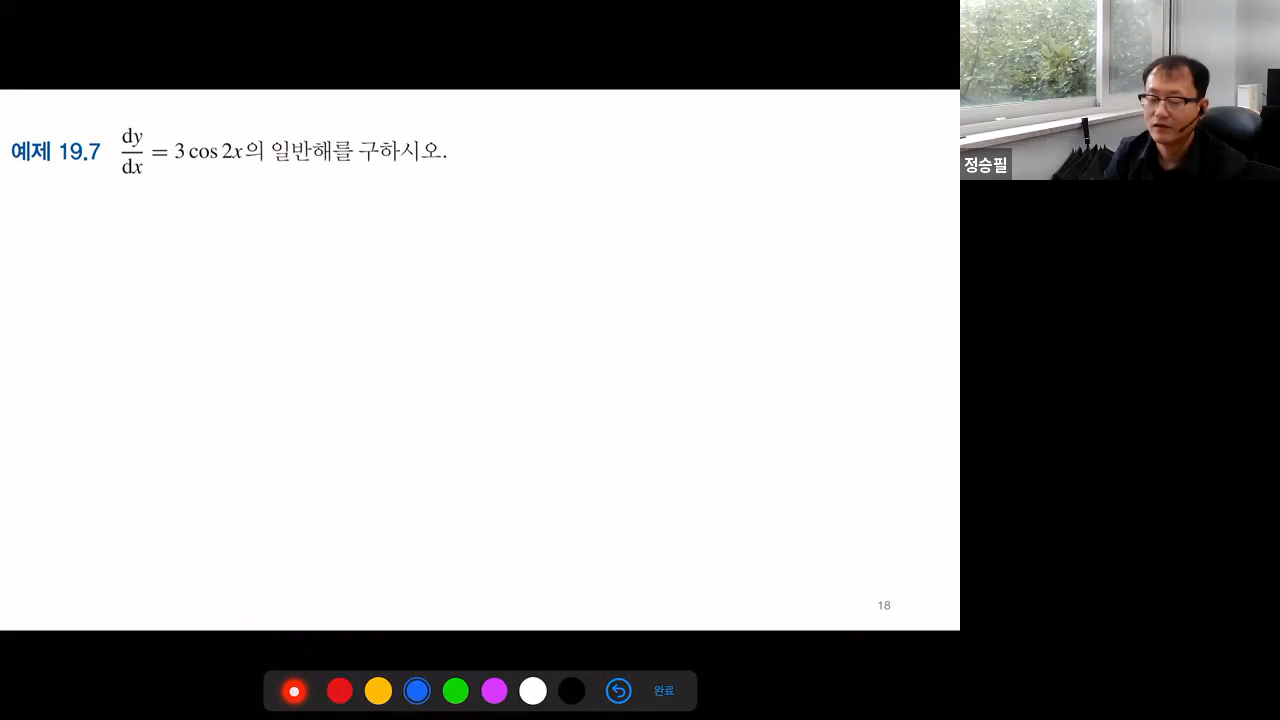 예제 19.7 dy/dx = 3 cos 2x의 일반해를 구하시오.
정승필
18
완료